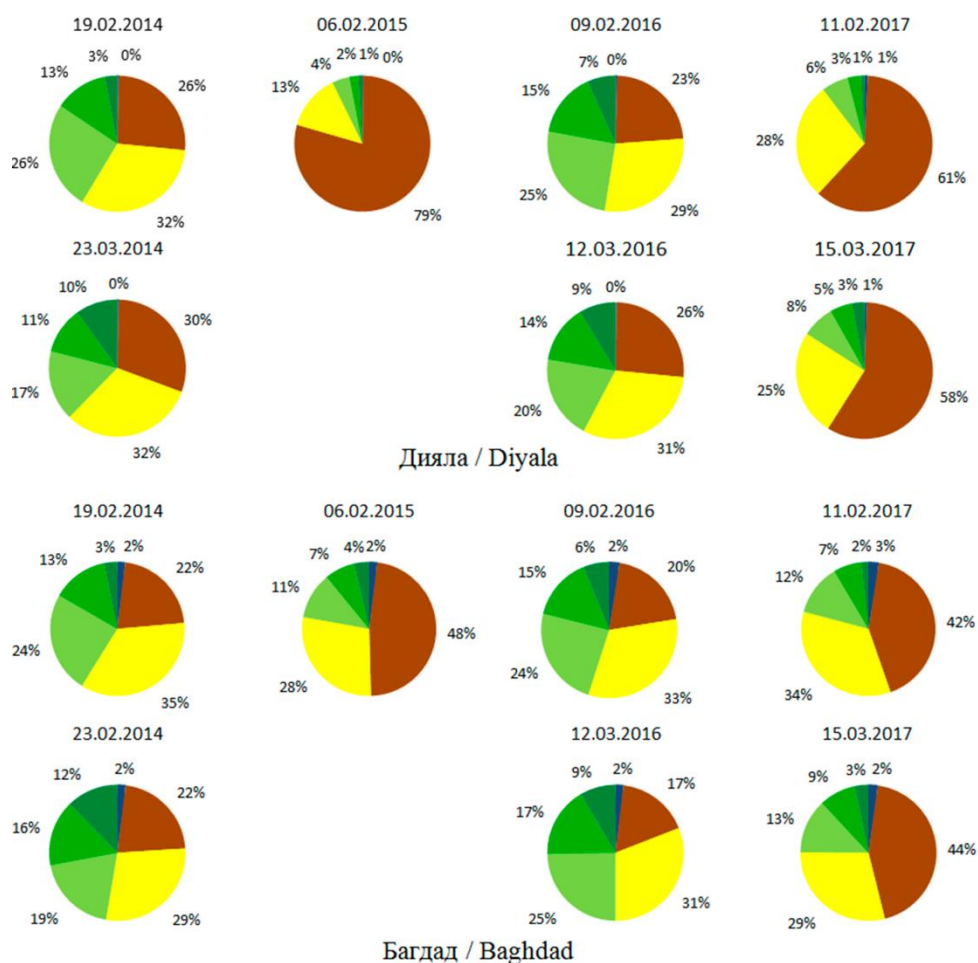 19.02.2014 06.02.2015 09.02.2016 11.02.2017
13% 3% 0% 26% 26% 32%
13% 4% 2% 1% 0% 79%
15% 7% 0% 23% 25% 29%
6% 3% 1% 1% 28% 61%
23.03.2014 12.03.2016 15.03.2017
11% 10% 0% 30% 17% 32%
14% 9% 0% 26% 20% 31%
8% 5% 3% 1% 25% 58%
Дияла / Diyala
19.02.2014 06.02.2015 09.02.2016 11.02.2017
13% 3% 2% 22% 24% 35%
11% 7% 4% 2% 48% 28%
15% 6% 2% 20% 24% 33%
12% 7% 2% 3% 42% 34%
23.02.2014 12.03.2016 15.03.2017
16% 12% 2% 22% 19% 29%
17% 9% 2% 17% 25% 31%
13% 9% 3% 2% 44% 29%
Багдад / Baghdad